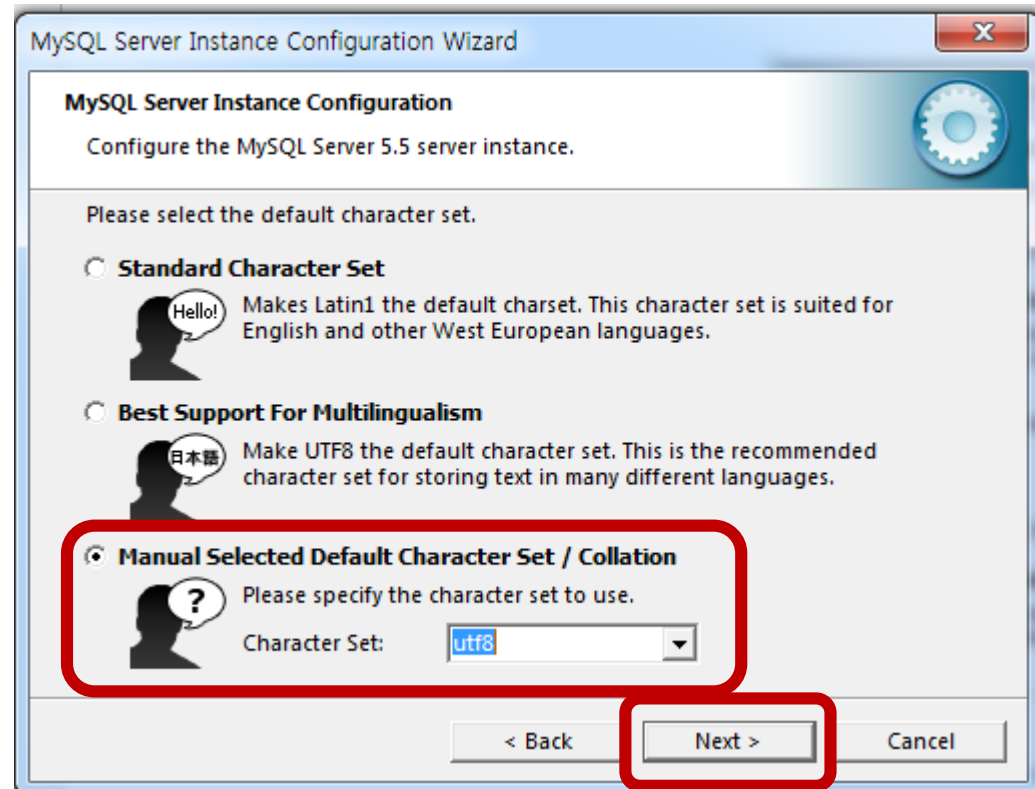 MySQL Server Instance Configuration Wizard
x
MySQL Server Instance Configuration
Configure the MySQL Server 5.5 server instance.
Please select the default character set.
Standard Character Set
Hello!
Makes Latin1 the default charset. This character set is suited for
English and other West European languages.
Best Support For Multilingualism
日本語
Make UTF8 the default character set. This is the recommended
character set for storing text in many different languages.
Manual Selected Default Character Set / Collation
?
Please specify the character set to use.
Character Set: utf8
< Back Next > Cancel